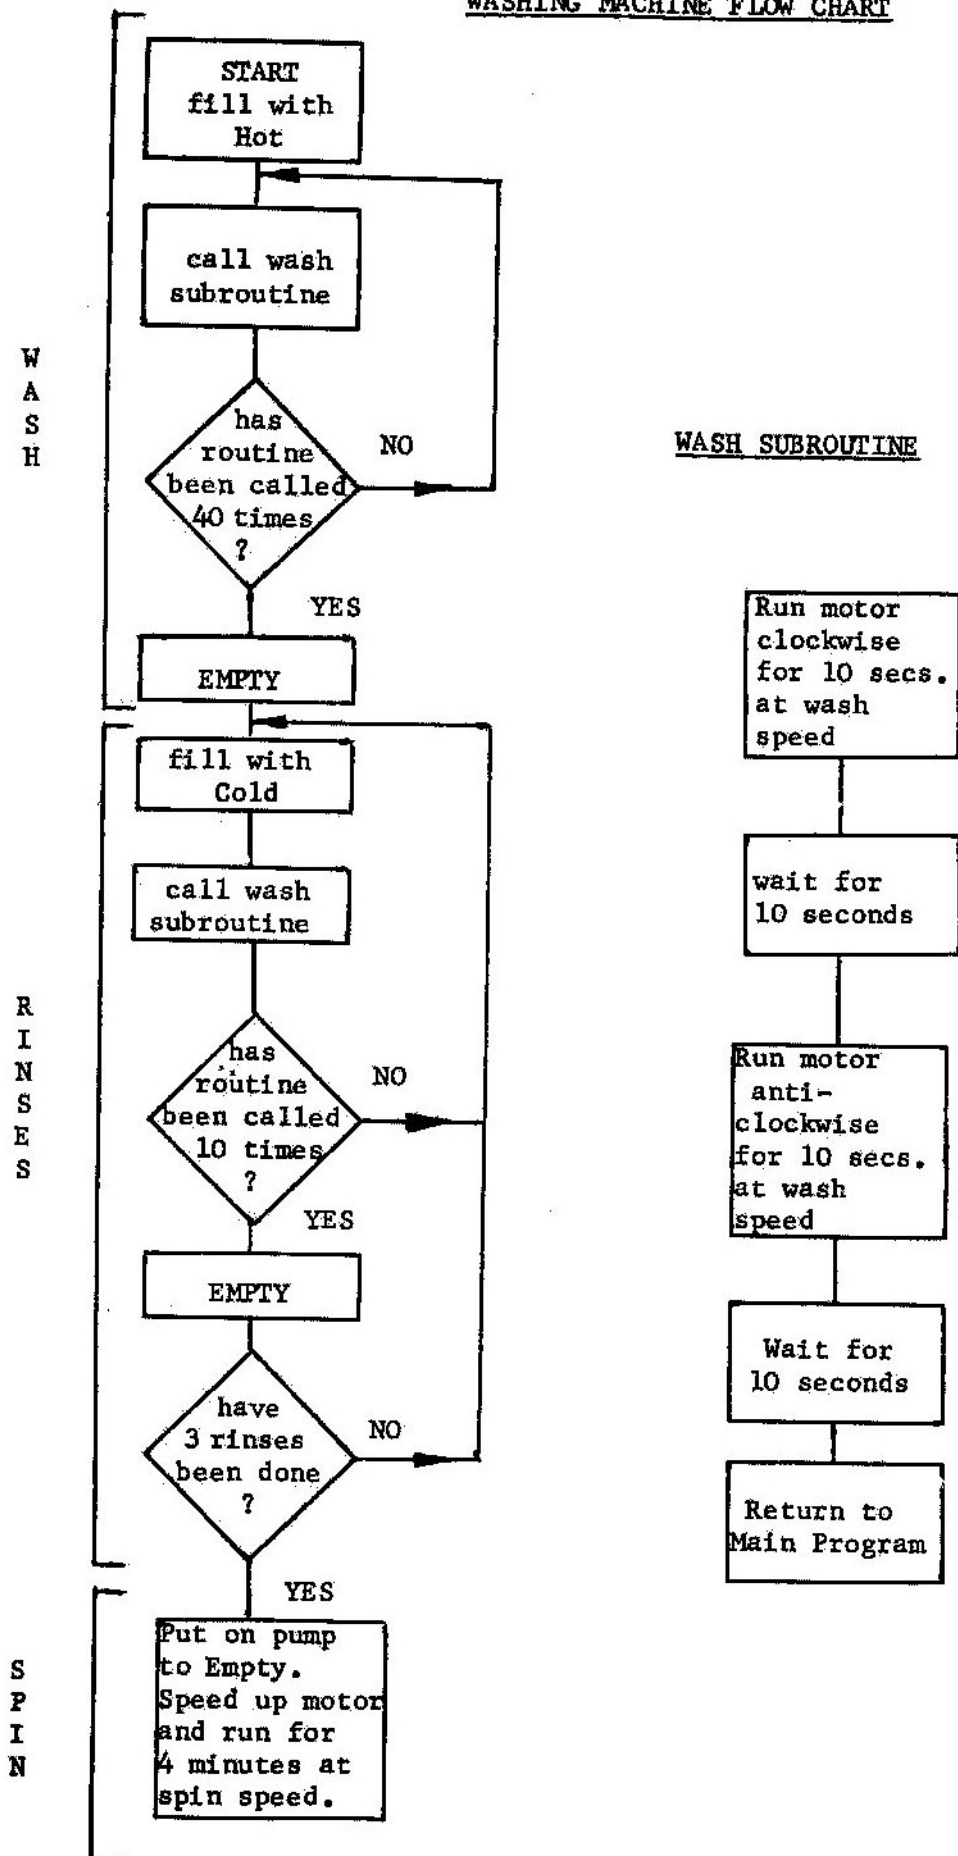 WASHING MACHINE FLOW CHART
START
fill with
Hot
call wash
subroutine
has
routine
been called
40 times
?
NO
YES
EMPTY
W
A
S
H
fill with
Cold
call wash
subroutine
has
routine
been called
10 times
?
NO
YES
EMPTY
have
3 rinses
been done
?
NO
YES
R
I
N
S
E
S
Put on pump
to Empty.
Speed up motor
and run for
4 minutes at
spin speed.
S
P
I
N
WASH SUBROUTINE
Run motor
clockwise
for 10 secs.
at wash
speed
wait for
10 seconds
Run motor
anti-
clockwise
for 10 secs.
at wash
speed
Wait for
10 seconds
Return to
Main Program